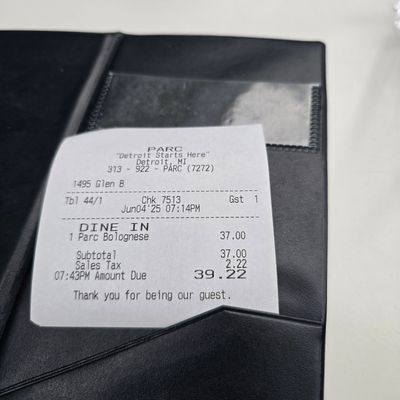 PARC
"Detroit Starts Here"
Detroit, MI
313 - 922 - PARC (7272)
1495 Glen B
Tbl 44/1 Chk 7513 Gst 1
Jun04'25 07:14PM
DINE IN
1 Parc Bolognese 37.00
Subtotal 37.00
Sales Tax 2.22
07:43PM Amount Due 39.22
Thank you for being our guest.